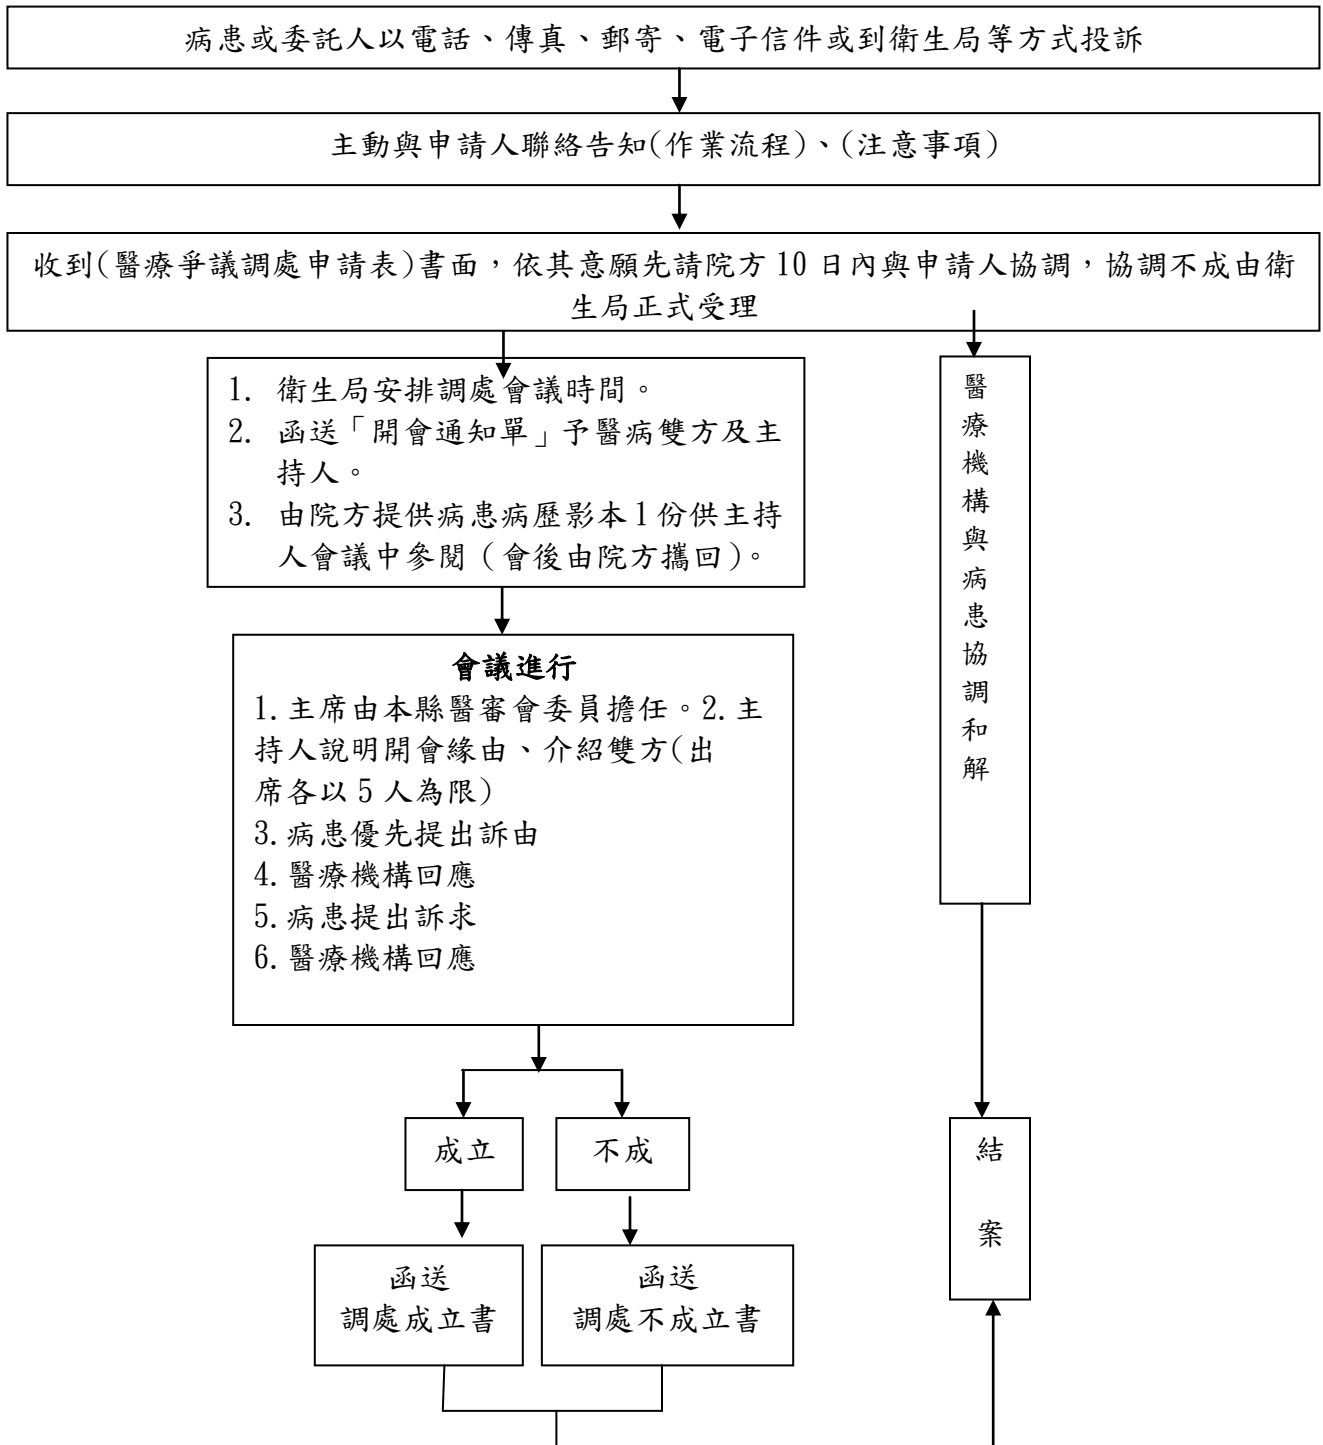 病患或委託人以電話、傳真、郵寄、電子信件或到衛生局等方式投訴
主動與申請人聯絡告知(作業流程)、(注意事項)
收到(醫療爭議調處申請表)書面，依其意願先請院方 10 日內與申請人協調，協調不成由衛
生局正式受理
1. 衛生局安排調處會議時間。
2. 函送「開會通知單」予醫病雙方及主
持人。
3. 由院方提供病患病歷影本 1 份供主持
人會議中參閱（會後由院方攜回）。
醫療機構與病患協調和解
會議進行
1.主席由本縣醫審會委員擔任。2.主
持人說明開會緣由、介紹雙方(出
席各以 5 人為限)
3.病患優先提出訴由
4.醫療機構回應
5.病患提出訴求
6.醫療機構回應
成立
不成
結案
函送
調處成立書
函送
調處不成立書